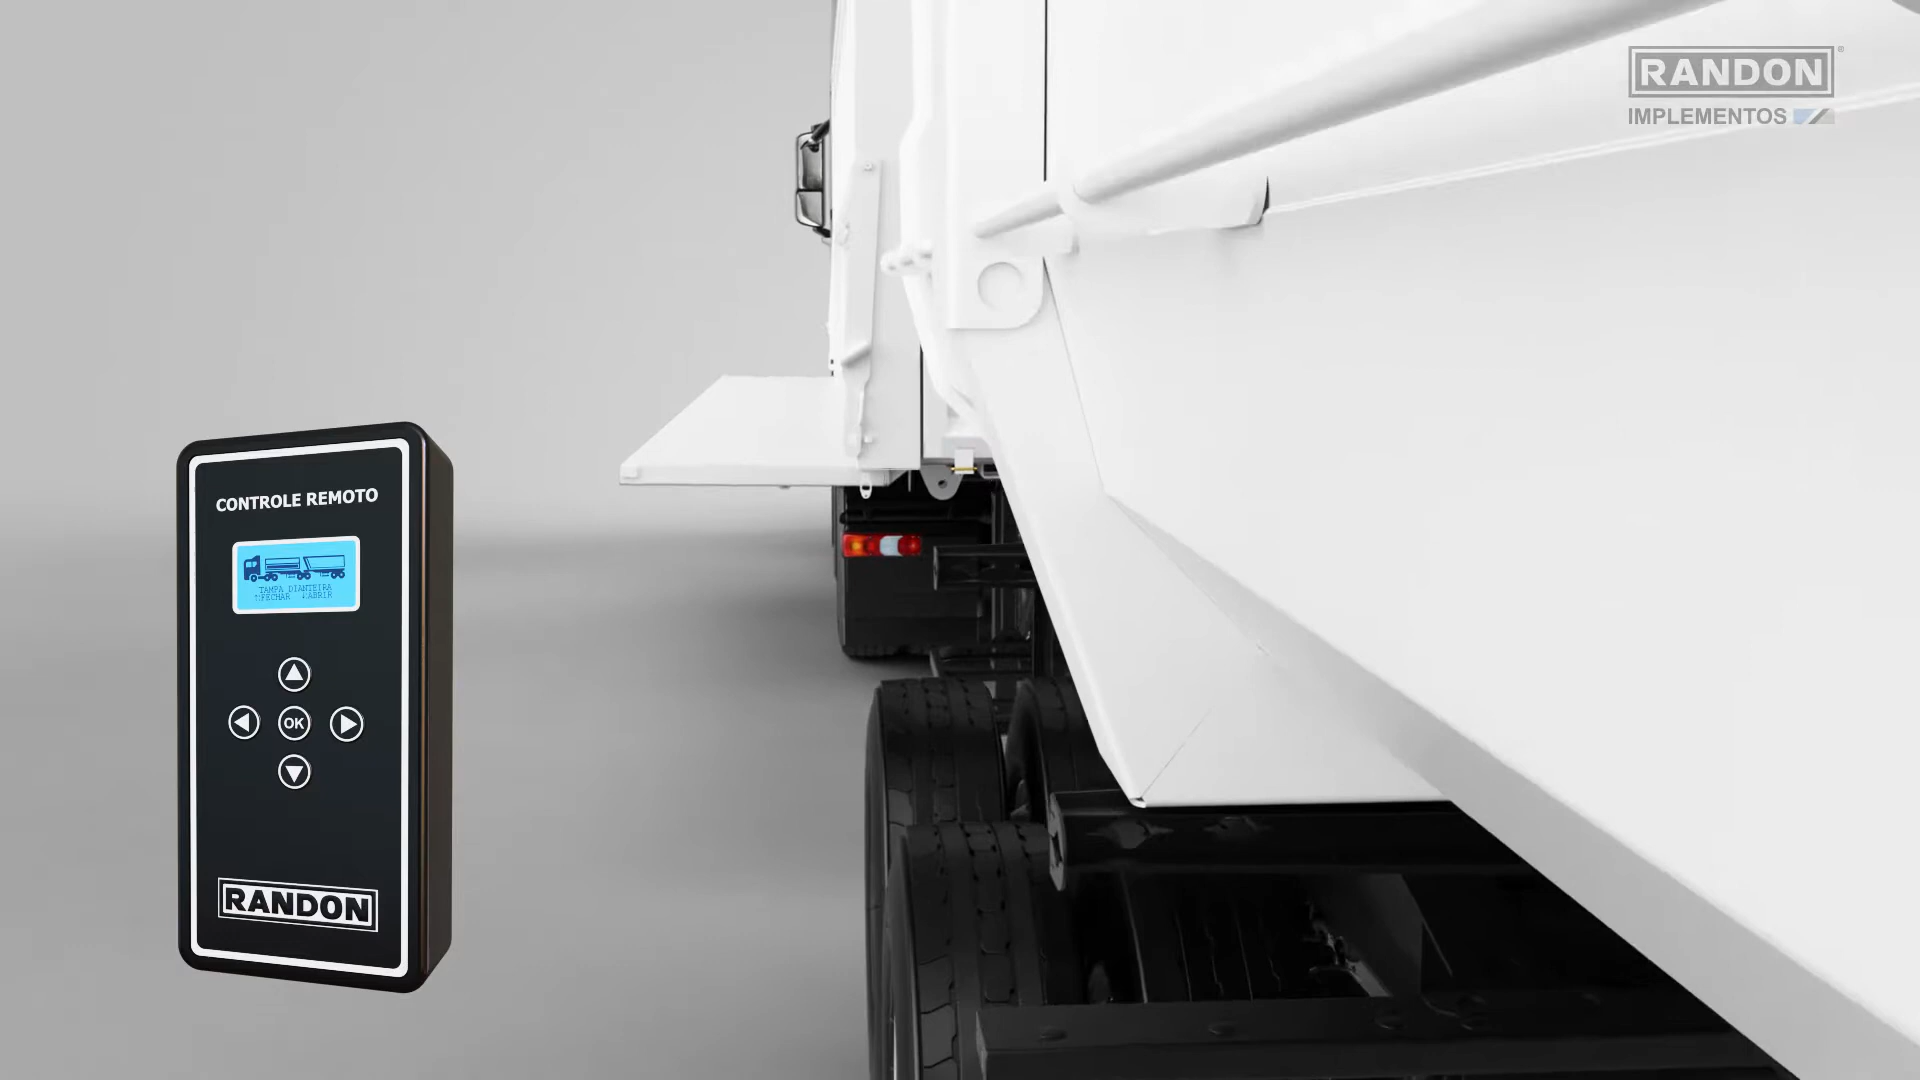 RANDON
IMPLEMENTOS
CONTROLE REMOTO
TAMPA DIANTEIRA
FECHAR ABRIR
OK
RANDON